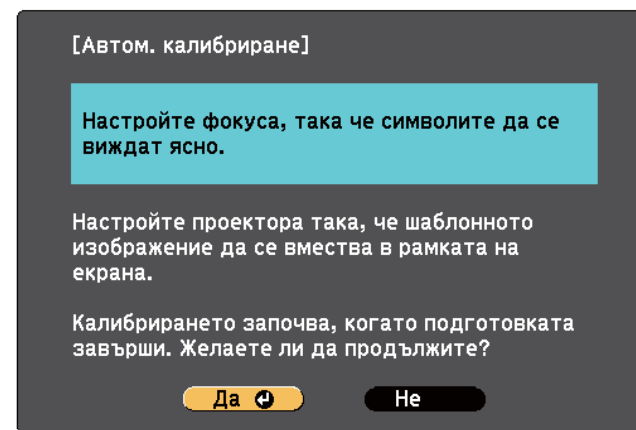 [Автом. калибриране]
Настройте фокуса, така че символите да се
виждат ясно.
Настройте проектора така, че шаблонното
изображение да се вмества в рамката на
екрана.
Калибрирането започва, когато подготовката
завърши. Желаете ли да продължите?
Да
Не